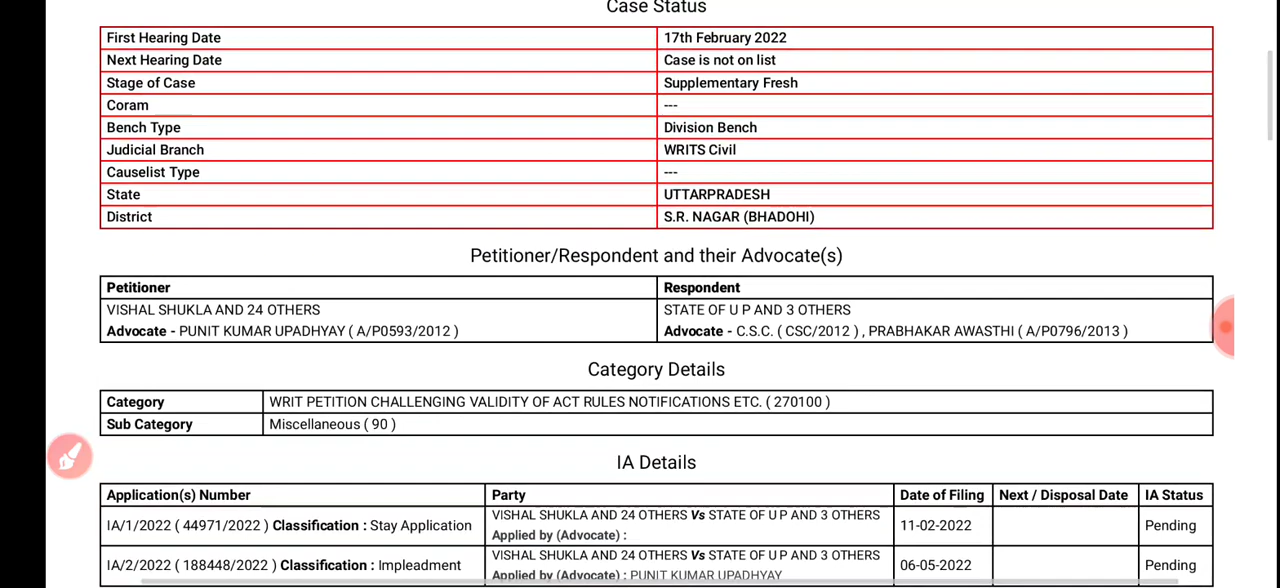 Case Status
First Hearing Date 17th February 2022
Next Hearing Date Case is not on list
Stage of Case Supplementary Fresh
Coram ---
Bench Type Division Bench
Judicial Branch WRITS Civil
Causelist Type ---
State UTTARPRADESH
District S.R. NAGAR (BHADOHI)
Petitioner/Respondent and their Advocate(s)
Petitioner Respondent
VISHAL SHUKLA AND 24 OTHERS STATE OF U P AND 3 OTHERS
Advocate - PUNIT KUMAR UPADHYAY ( A/P0593/2012 ) Advocate - C.S.C. ( CSC/2012 ) , PRABHAKAR AWASTHI ( A/P0796/2013 )
Category Details
Category WRIT PETITION CHALLENGING VALIDITY OF ACT RULES NOTIFICATIONS ETC. ( 270100 )
Sub Category Miscellaneous ( 90 )
IA Details
Application(s) Number Party Date of Filing Next / Disposal Date IA Status
IA/1/2022 ( 44971/2022 ) Classification : Stay Application VISHAL SHUKLA AND 24 OTHERS Vs STATE OF U P AND 3 OTHERS 11-02-2022 Pending
Applied by (Advocate) :
IA/2/2022 ( 188448/2022 ) Classification : Impleadment VISHAL SHUKLA AND 24 OTHERS Vs STATE OF U P AND 3 OTHERS 06-05-2022 Pending
Applied by (Advocate) : PUNIT KUMAR UPADHYAY